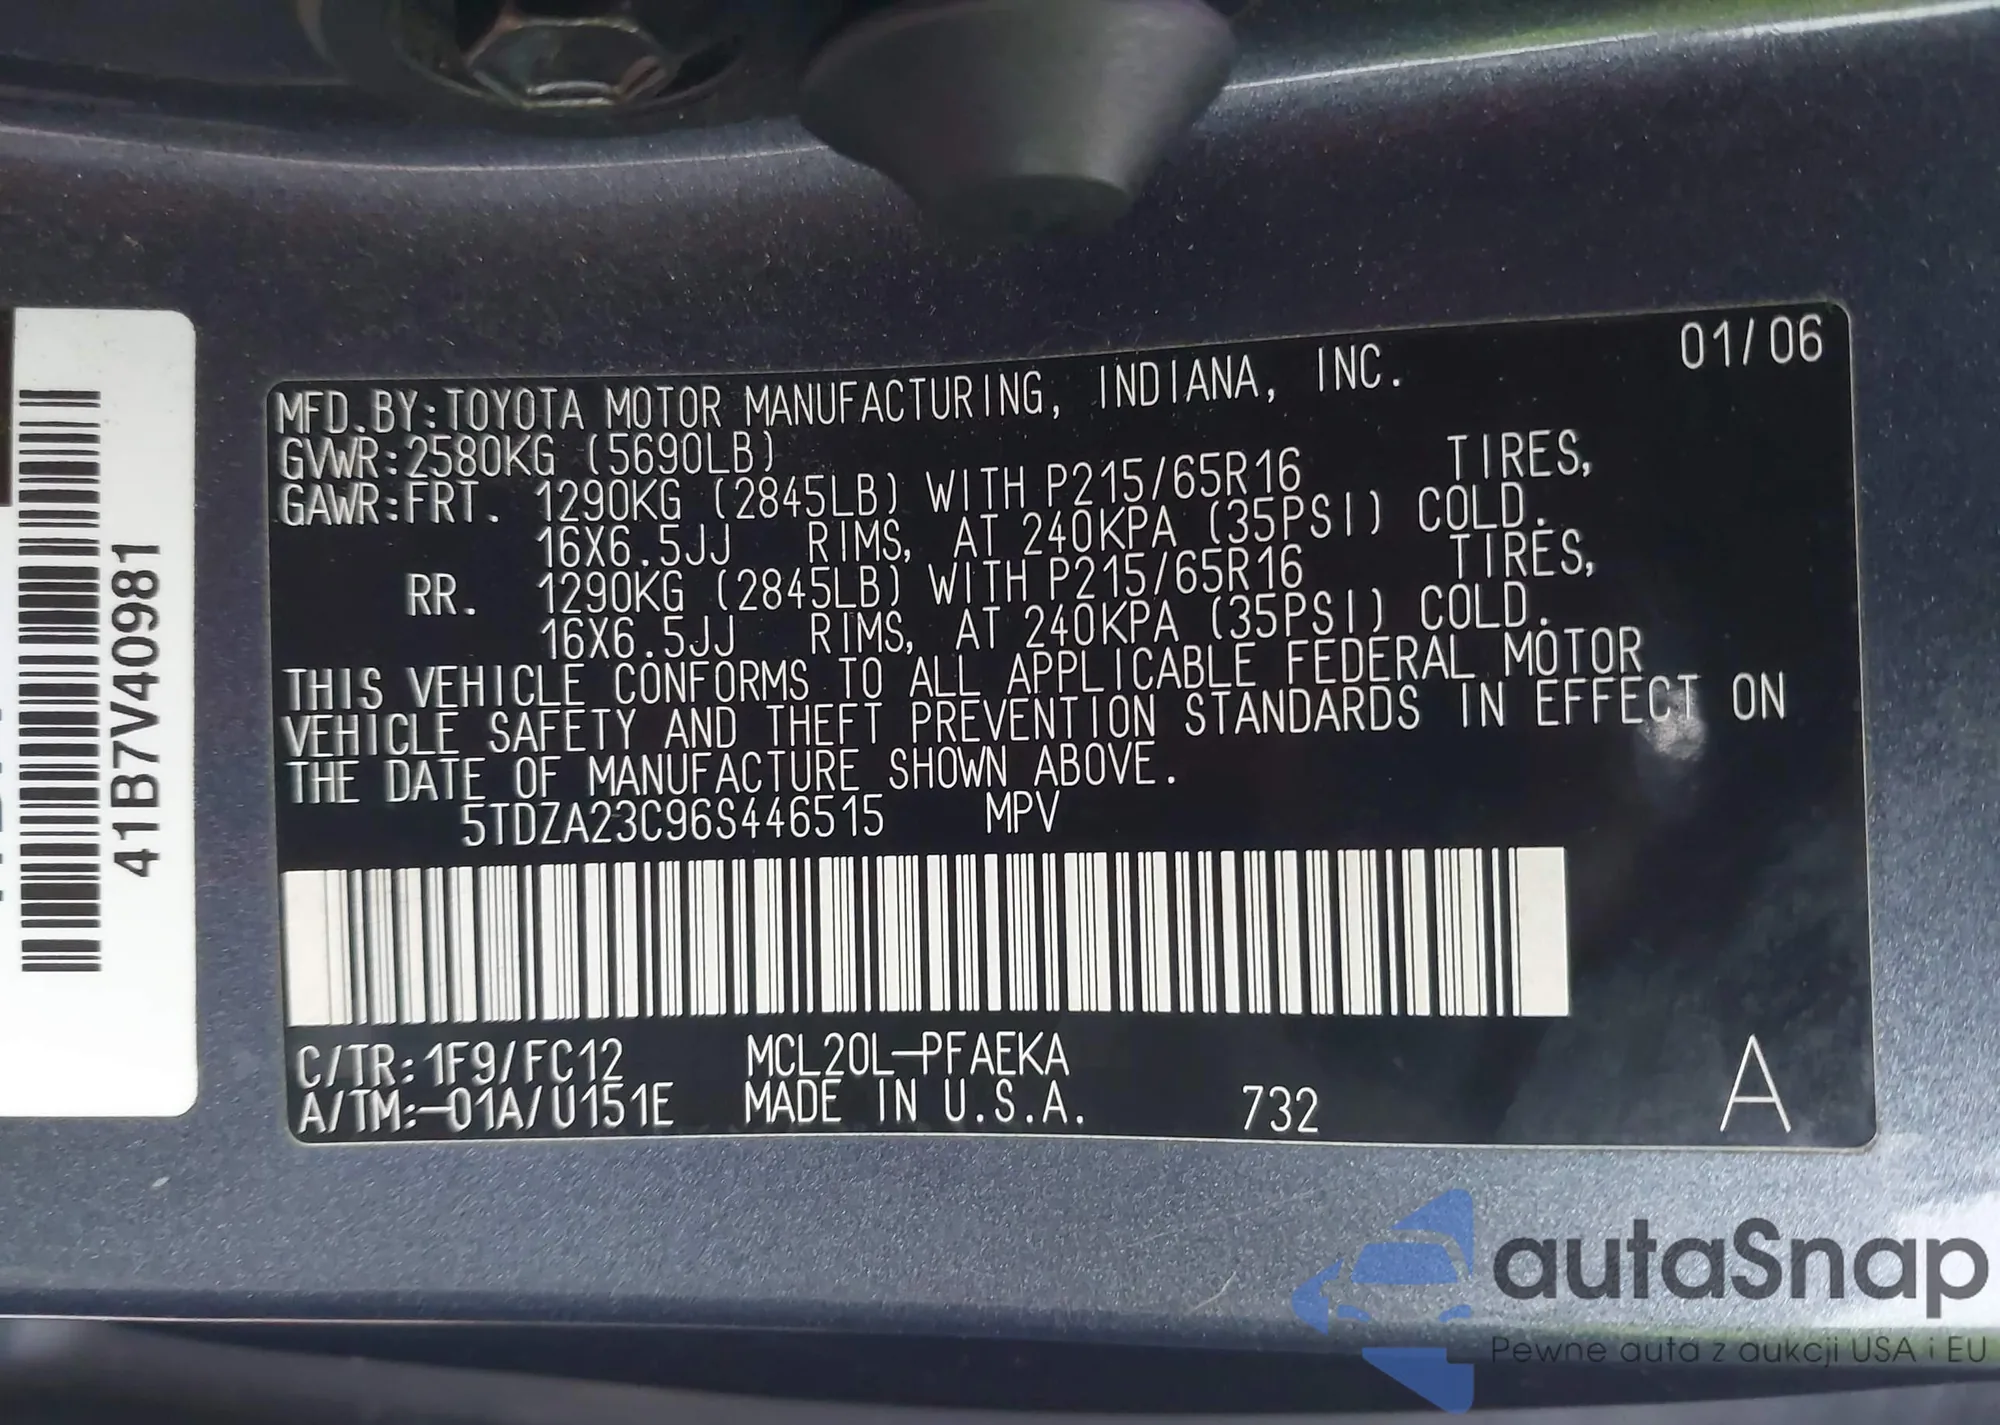 01/06
MFD.BY:TOYOTA MOTOR MANUFACTURING, INDIANA, INC.
GVWR:2580KG (5690LB)
GAWR:FRT. 1290KG (2845LB) WITH P215/65R16 TIRES,
16X6.5JJ RIMS, AT 240KPA (35PSI) COLD.
RR. 1290KG (2845LB) WITH P215/65R16 TIRES,
16X6.5JJ RIMS, AT 240KPA (35PSI) COLD.
THIS VEHICLE CONFORMS TO ALL APPLICABLE FEDERAL MOTOR
VEHICLE SAFETY AND THEFT PREVENTION STANDARDS IN EFFECT ON
THE DATE OF MANUFACTURE SHOWN ABOVE.
5TDZA23C96S446515 MPV
C/TR:1F9/FC12 MCL20L-PFAEKA
A/TM:-01A/U151E MADE IN U.S.A. 732 A
41B7V40981
autaSnap
Pewne auta z aukcji USA i EU